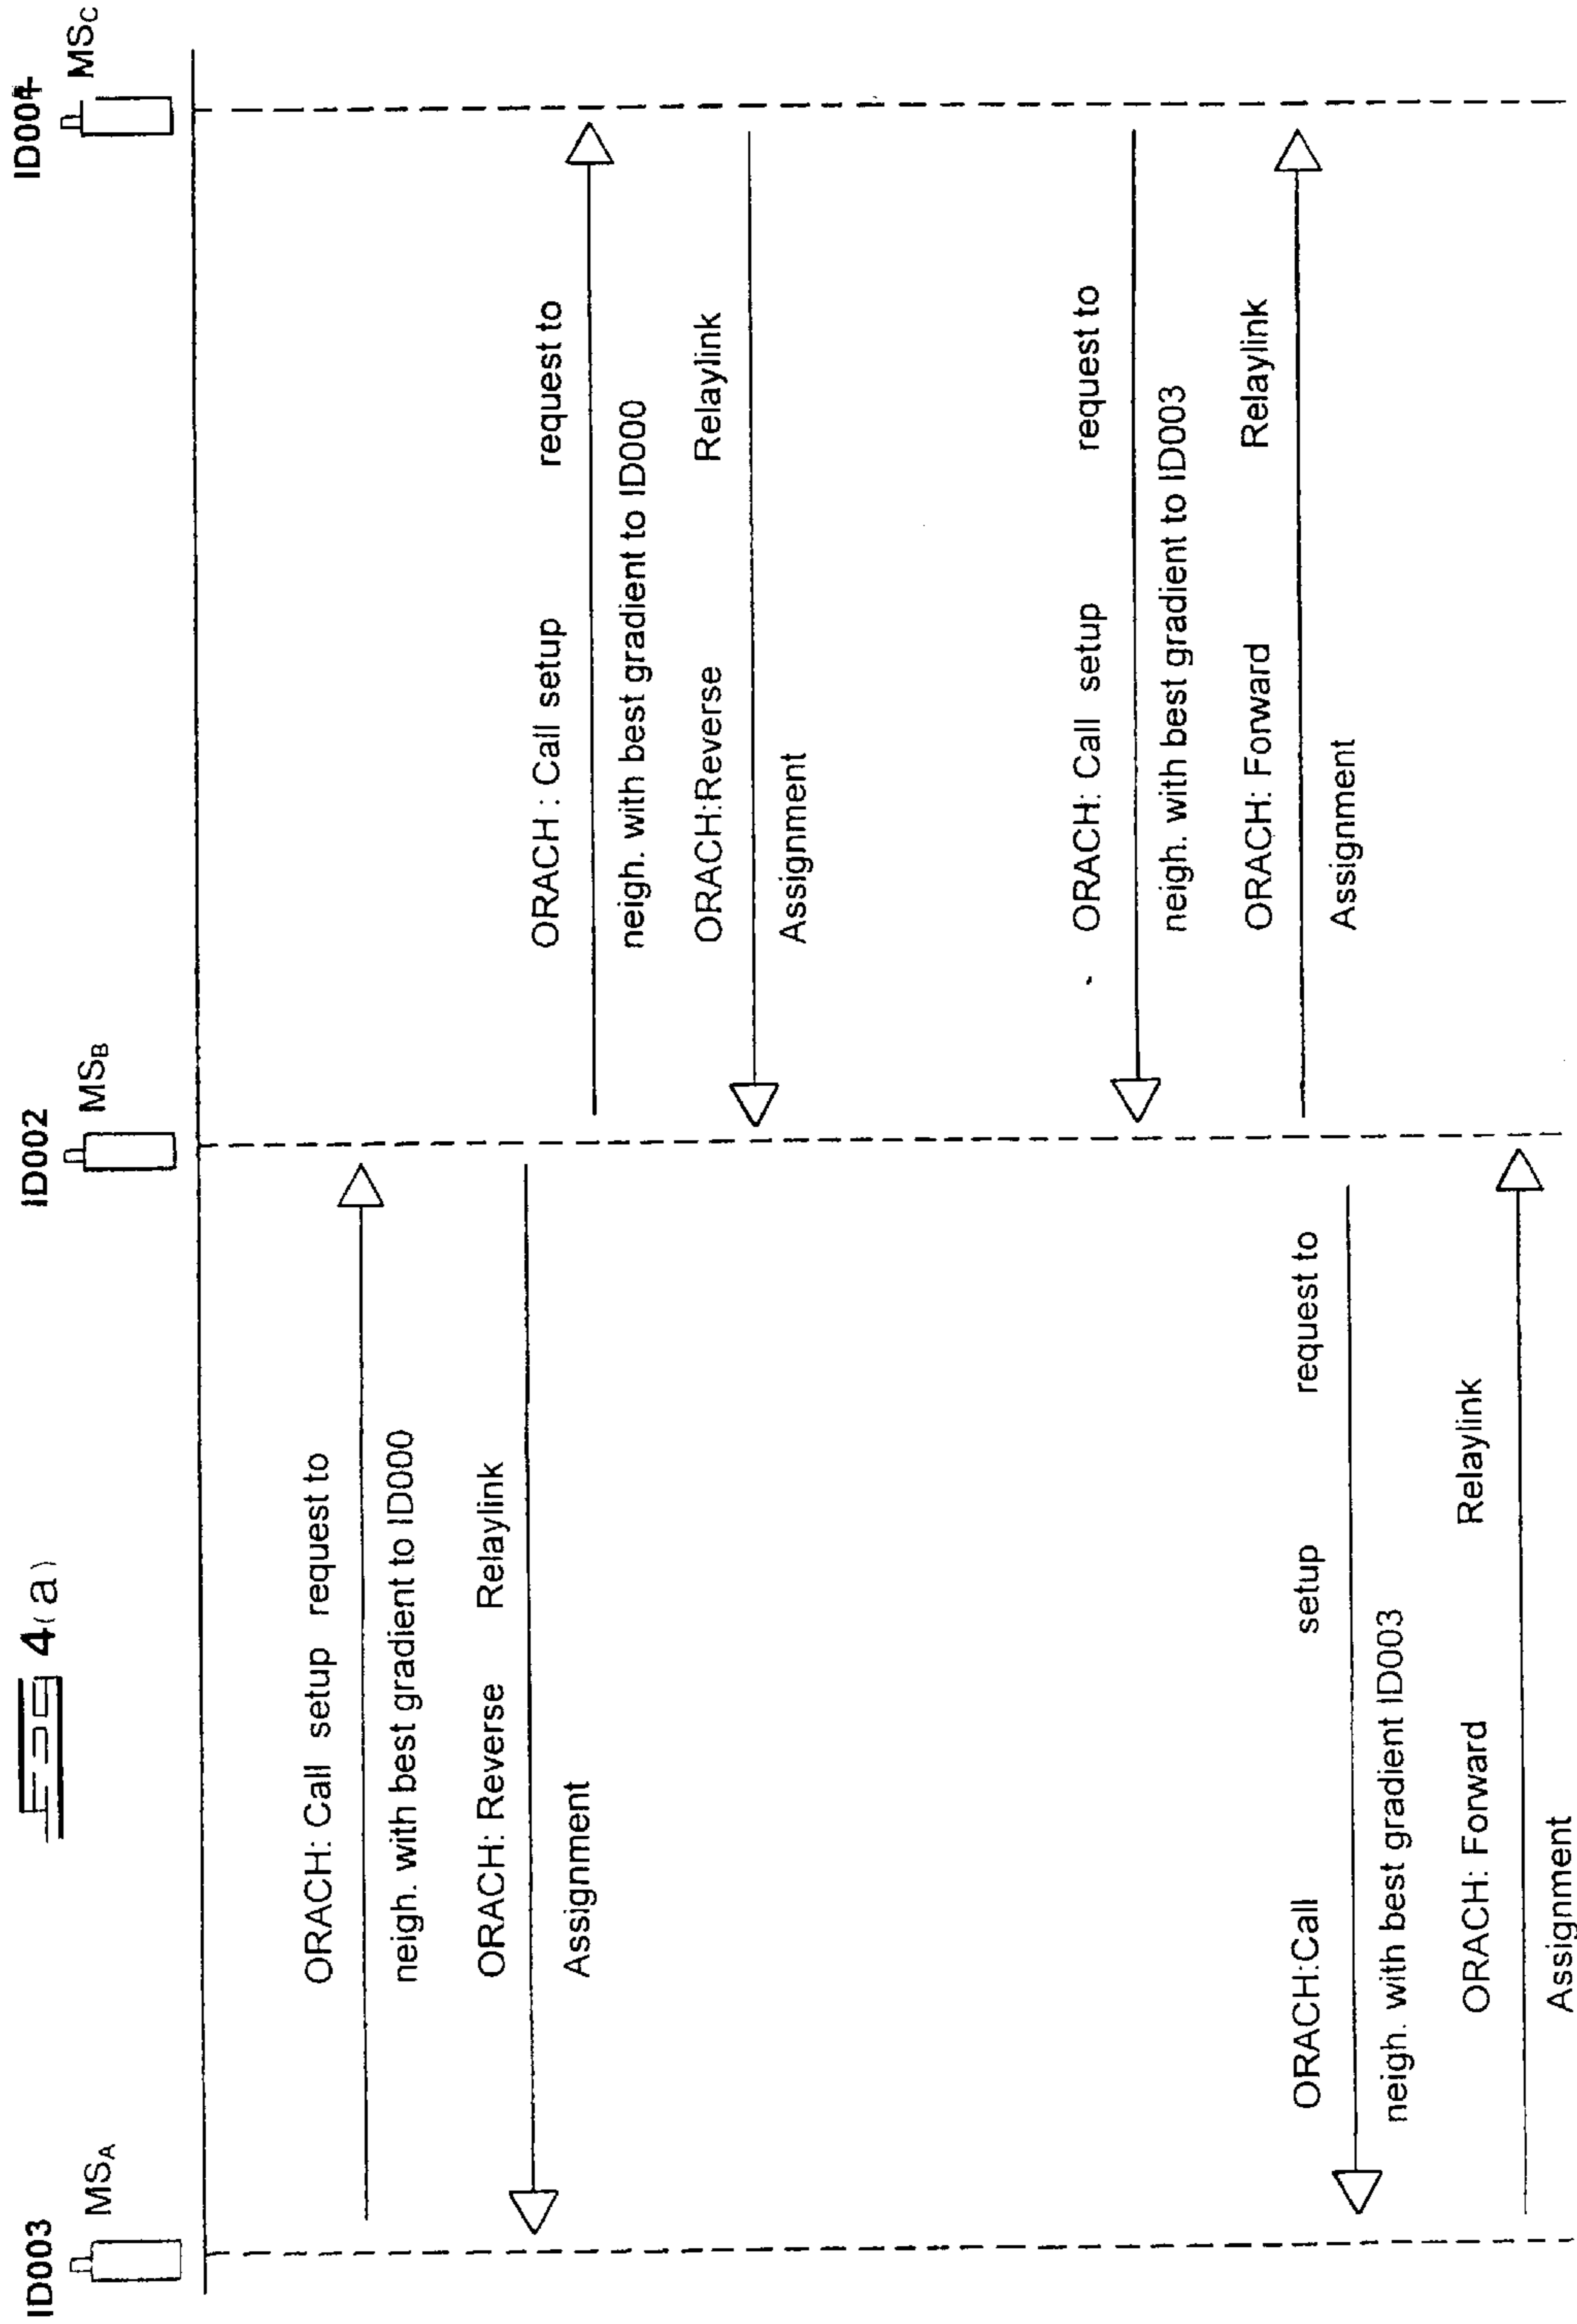 4(a)
ID003
MSA
ID002
MSB
MSC
ORACH: Call setup request to
neigh. with best gradient to ID000
ORACH: Reverse Relaylink
Assignment
ORACH : Call setup request to
neigh. with best gradient to ID000
ORACH:Reverse Relaylink
Assignment
ORACH: Call setup request to
neigh. with best gradient to ID003
ORACH: Forward Relaylink
Assignment
ORACH:Call setup request to
neigh. with best gradient ID003
ORACH: Forward Relaylink
Assignment